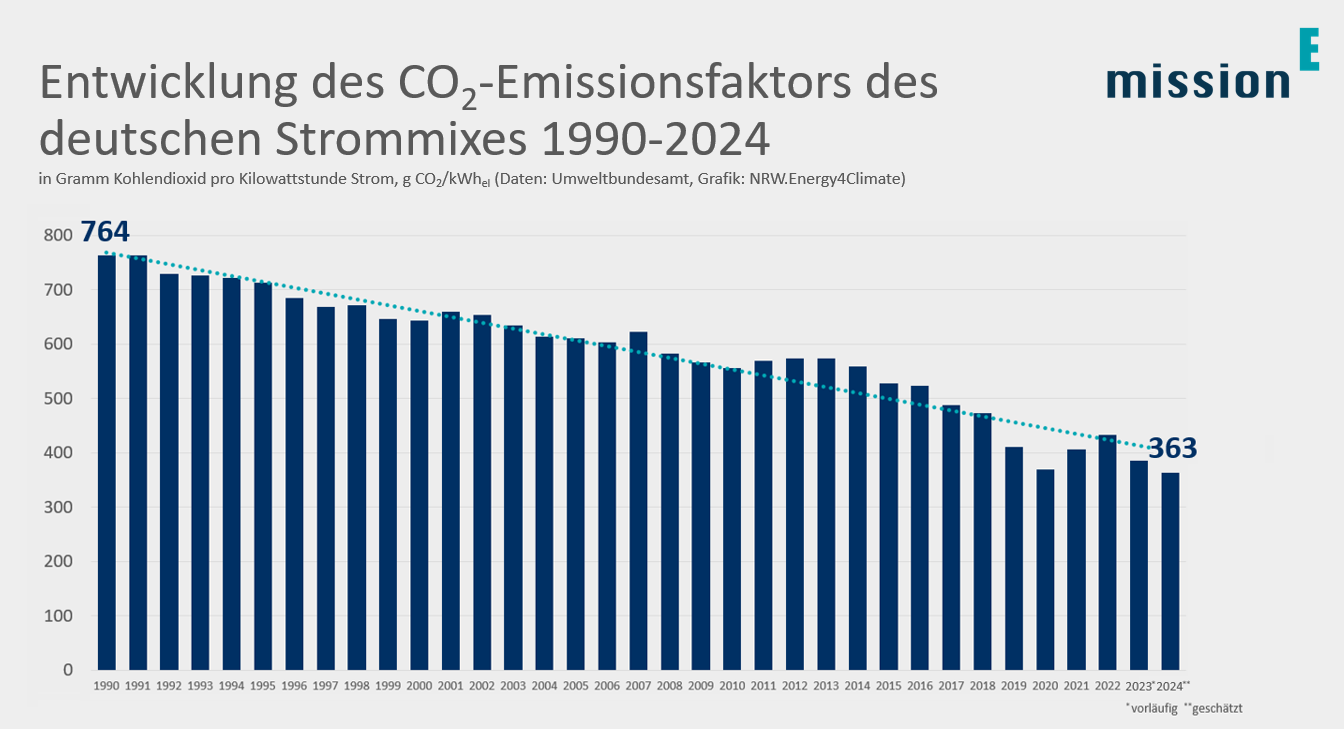 mission E
Entwicklung des CO₂-Emissionsfaktors des
deutschen Strommixes 1990-2024
in Gramm Kohlendioxid pro Kilowattstunde Strom, g CO₂/kWhel (Daten: Umweltbundesamt, Grafik: NRW.Energy4Climate)
800
764
700
600
500
400
363
300
200
100
0
1990 1991 1992 1993 1994 1995 1996 1997 1998 1999 2000 2001 2002 2003 2004 2005 2006 2007 2008 2009 2010 2011 2012 2013 2014 2015 2016 2017 2018 2019 2020 2021 2022 2023* 2024**
*vorläufig **geschätzt